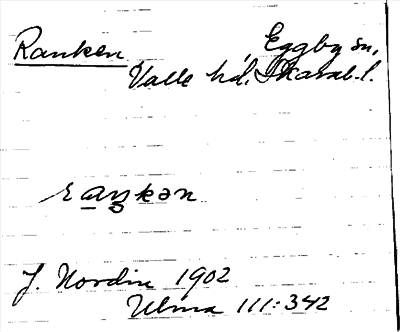 Ranken Eggby sn,
Valle hd. Skarab. l.
raŋkən
J. Nordin 1902
Ulma 111:342